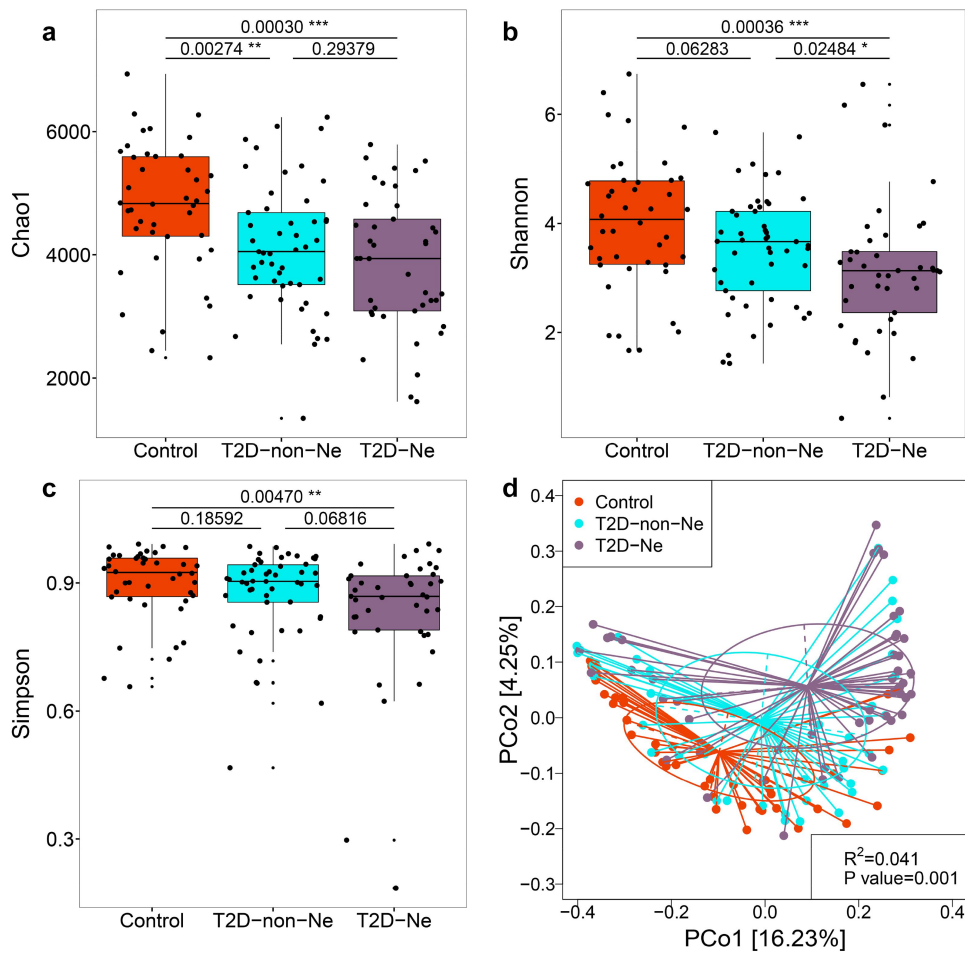 a
0.00030 ***
0.00274 **
0.29379
Chao1
6000
4000
2000
Control
T2D−non−Ne
T2D−Ne
b
0.00036 ***
0.06283
0.02484 *
Shannon
6
4
2
Control
T2D−non−Ne
T2D−Ne
c
0.00470 **
0.18592
0.06816
Simpson
0.9
0.6
0.3
Control
T2D−non−Ne
T2D−Ne
d
Control
T2D−non−Ne
T2D−Ne
PCo2 [4.25%]
0.4
0.3
0.2
0.1
0.0
−0.1
−0.2
−0.3
R²=0.041
P value=0.001
−0.4
−0.2
0.0
0.2
0.4
PCo1 [16.23%]